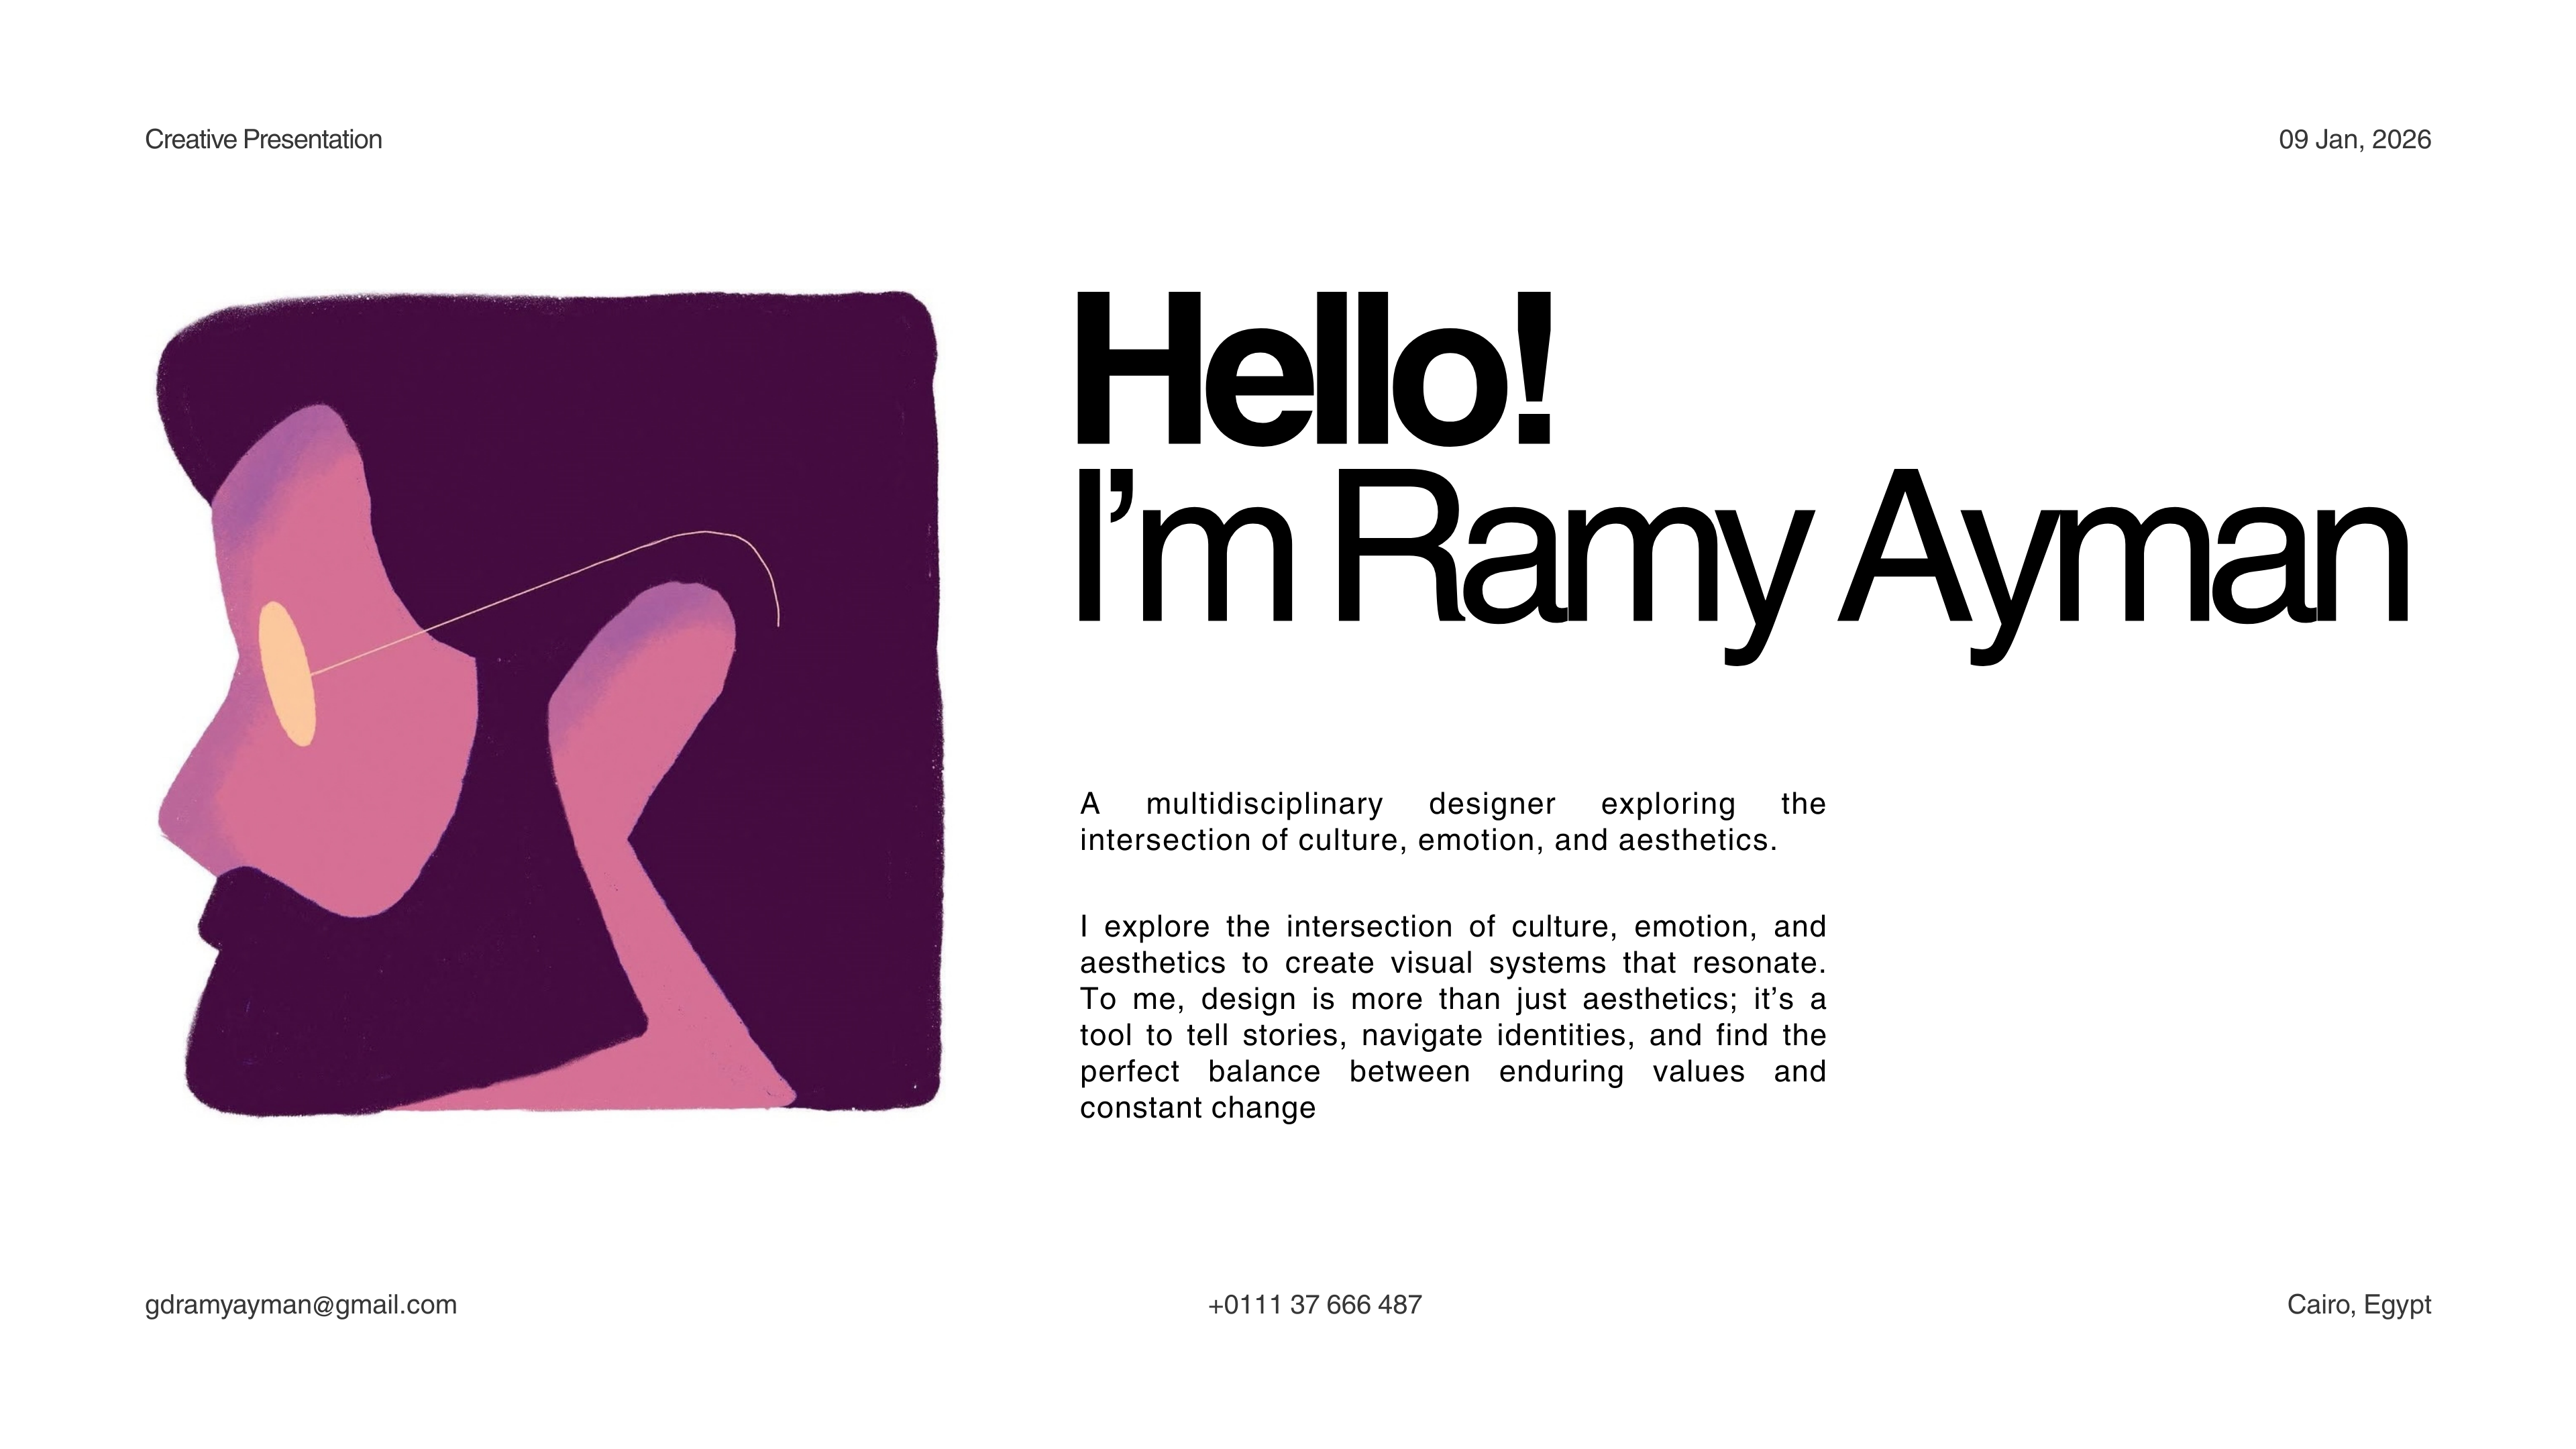 Creative Presentation
09 Jan, 2026
Hello!
I’m Ramy Ayman
A multidisciplinary designer exploring the
intersection of culture, emotion, and aesthetics.
I explore the intersection of culture, emotion, and
aesthetics to create visual systems that resonate.
To me, design is more than just aesthetics; it’s a
tool to tell stories, navigate identities, and find the
perfect balance between enduring values and
constant change
gdramyayman@gmail.com
+0111 37 666 487
Cairo, Egypt